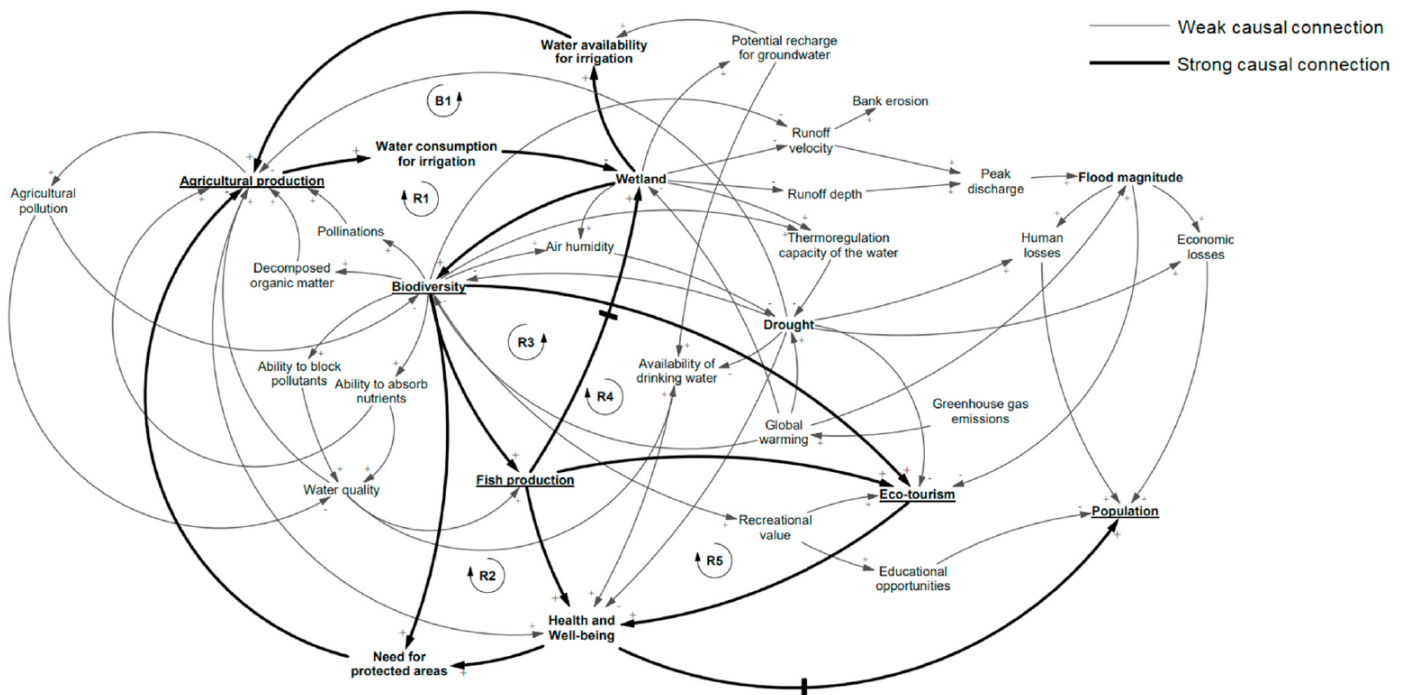 Weak causal connection
Strong causal connection
Water availability
for irrigation
Potential recharge
for groundwater
B1
Bank erosion
Runoff
velocity
Water consumption
for irrigation
Agricultural production
Wetland
Peak
discharge
Flood magnitude
Runoff depth
Agricultural
pollution
R1
Pollinations
Air humidity
Thermoregulation
capacity of the water
Human
losses
Economic
losses
Decomposed
organic matter
Biodiversity
Drought
R3
Ability to block
pollutants
Ability to absorb
nutrients
Availability of
drinking water
R4
Global
warming
Greenhouse gas
emissions
Water quality
Fish production
Eco-tourism
Population
Recreational
value
R5
R2
Educational
opportunities
Health and
Well-being
Need for
protected areas